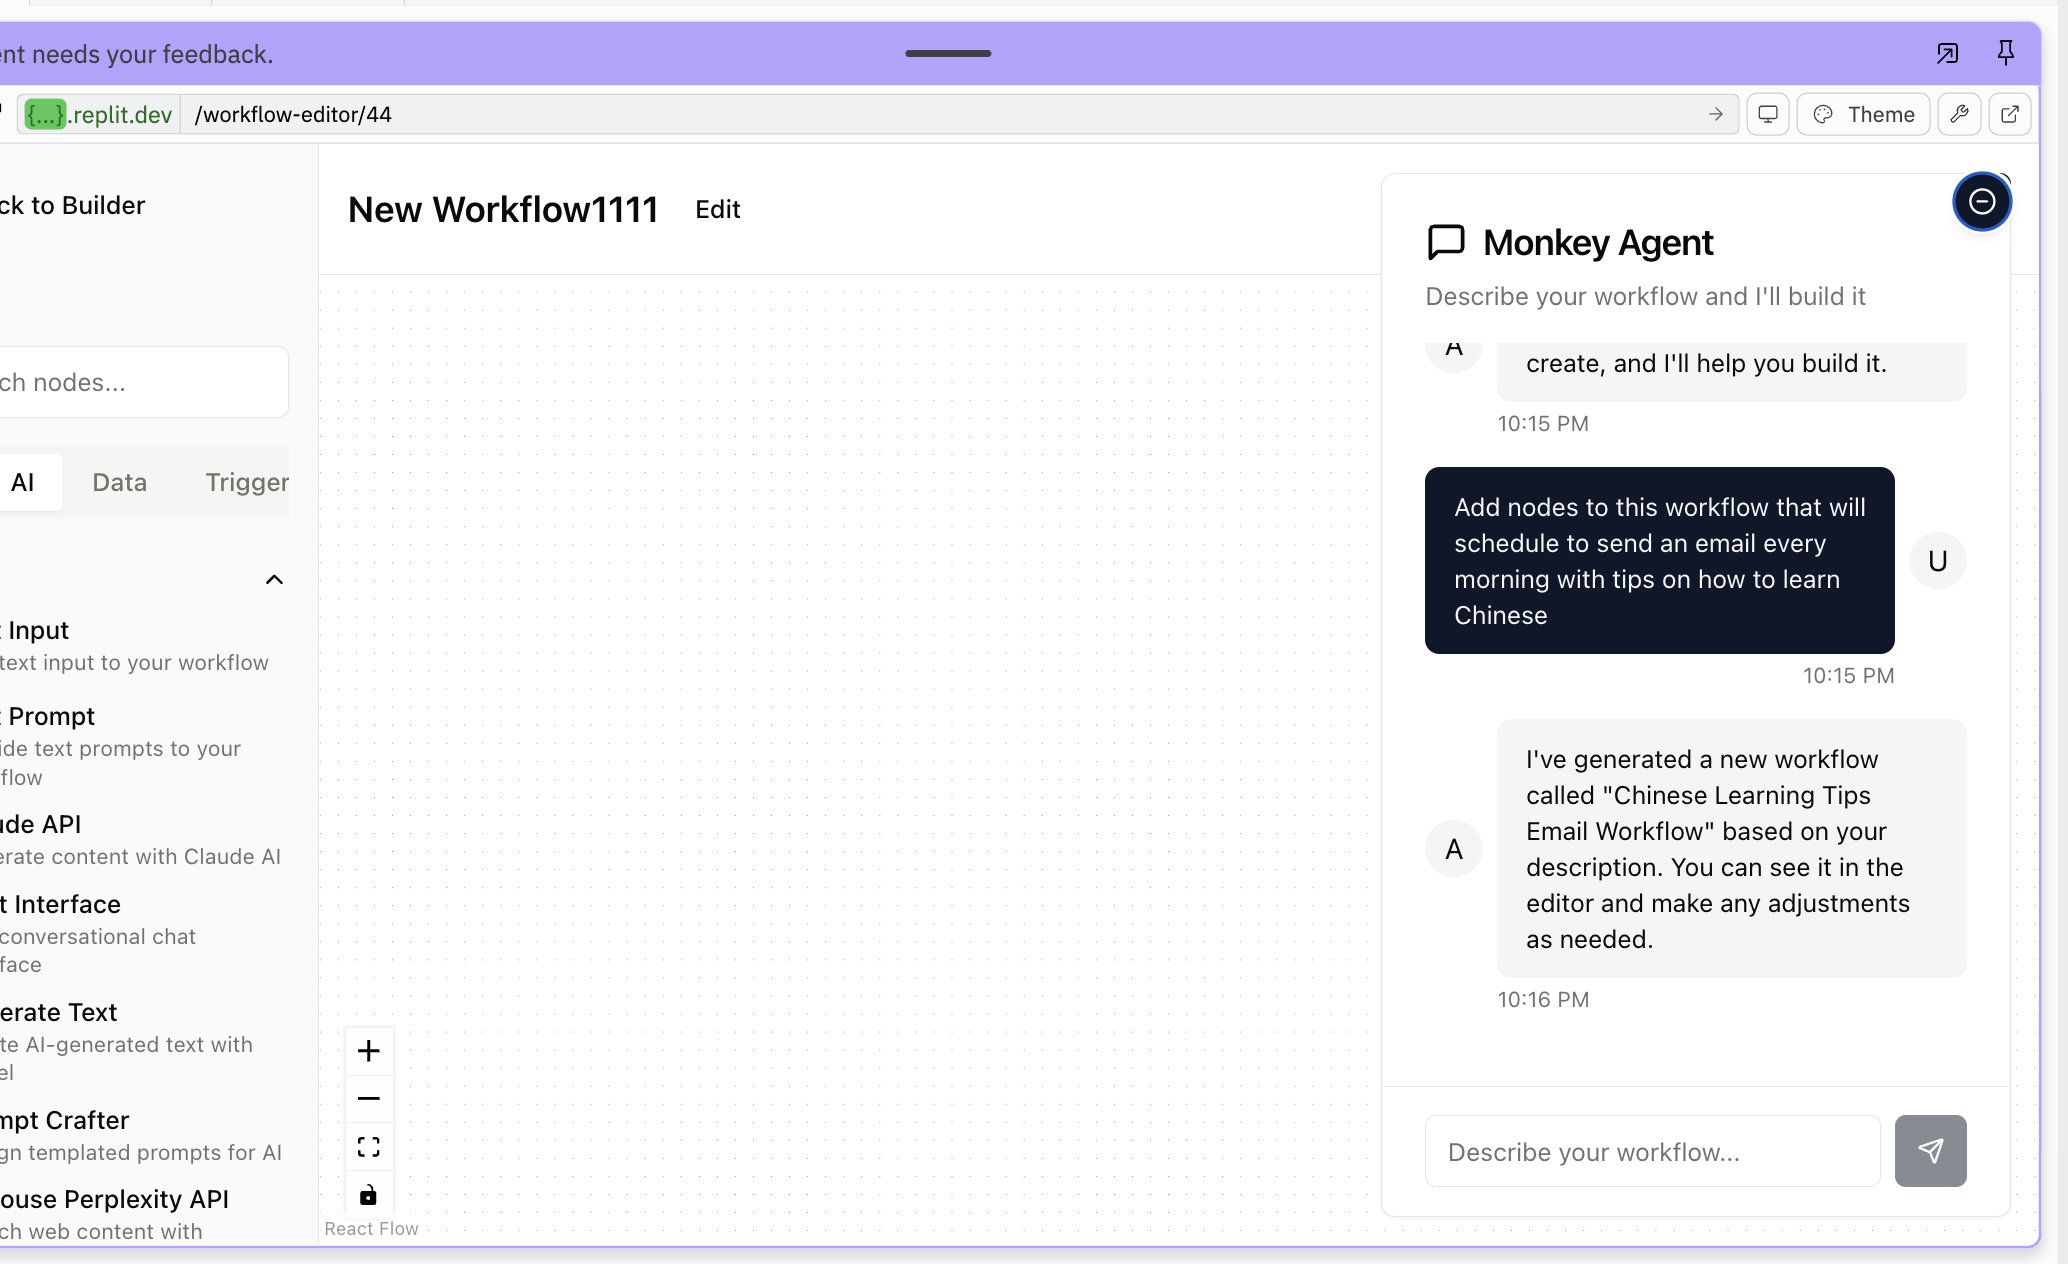 ent needs your feedback.
{...}.replit.dev /workflow-editor/44
Theme
ck to Builder
ch nodes...
AI Data Trigger
t Input
text input to your workflow
t Prompt
ide text prompts to your
flow
ude API
erate content with Claude AI
t Interface
conversational chat
face
erate Text
te AI-generated text with
el
mpt Crafter
gn templated prompts for AI
ouse Perplexity API
ch web content with
New Workflow1111 Edit
React Flow
Monkey Agent
Describe your workflow and I'll build it
A
create, and I'll help you build it.
10:15 PM
Add nodes to this workflow that will
schedule to send an email every
morning with tips on how to learn
Chinese
U
10:15 PM
I've generated a new workflow
called "Chinese Learning Tips
Email Workflow" based on your
description. You can see it in the
editor and make any adjustments
as needed.
A
10:16 PM
Describe your workflow...